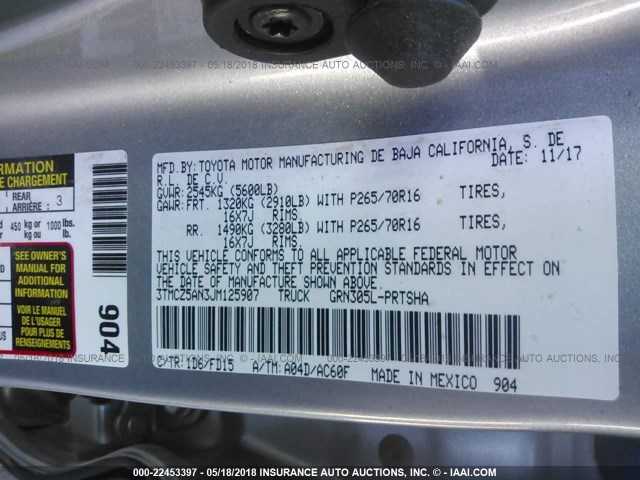 000-22453397 - 05/18/2018 INSURANCE AUTO AUCTIONS, INC. - © - IAAI.COM
FORMATION
E CHARGEMENT
REAR
ARRIÈRE : 3
450 kg or 1000 lbs.
kg ou lb.
SEE OWNER'S
MANUAL FOR
ADDITIONAL
INFORMATION
VOIR LE MANUEL
DE L'USAGER
POUR PLUS DE
RENSEIGNEMENTS
904
MFD.BY:TOYOTA MOTOR MANUFACTURING DE BAJA CALIFORNIA, S. DE
R.L. DE C.V. DATE: 11/17
GVWR: 2545KG (5600LB)
GAWR: FRT. 1320KG (2910LB) WITH P265/70R16 TIRES,
16X7J RIMS,
RR. 1490KG (3280LB) WITH P265/70R16 TIRES,
16X7J RIMS,
THIS VEHICLE CONFORMS TO ALL APPLICABLE FEDERAL MOTOR
VEHICLE SAFETY AND THEFT PREVENTION STANDARDS IN EFFECT ON
THE DATE OF MANUFACTURE SHOWN ABOVE.
3TMCZ5AN3JM125907 TRUCK GRN305L-PRTSHA
C/TR:1D6/FD15 A/TM:A04D/AC60F MADE IN MEXICO 904
000-22453397 - 05/18/2018 INSURANCE AUTO AUCTIONS, INC. - © - IAAI.COM